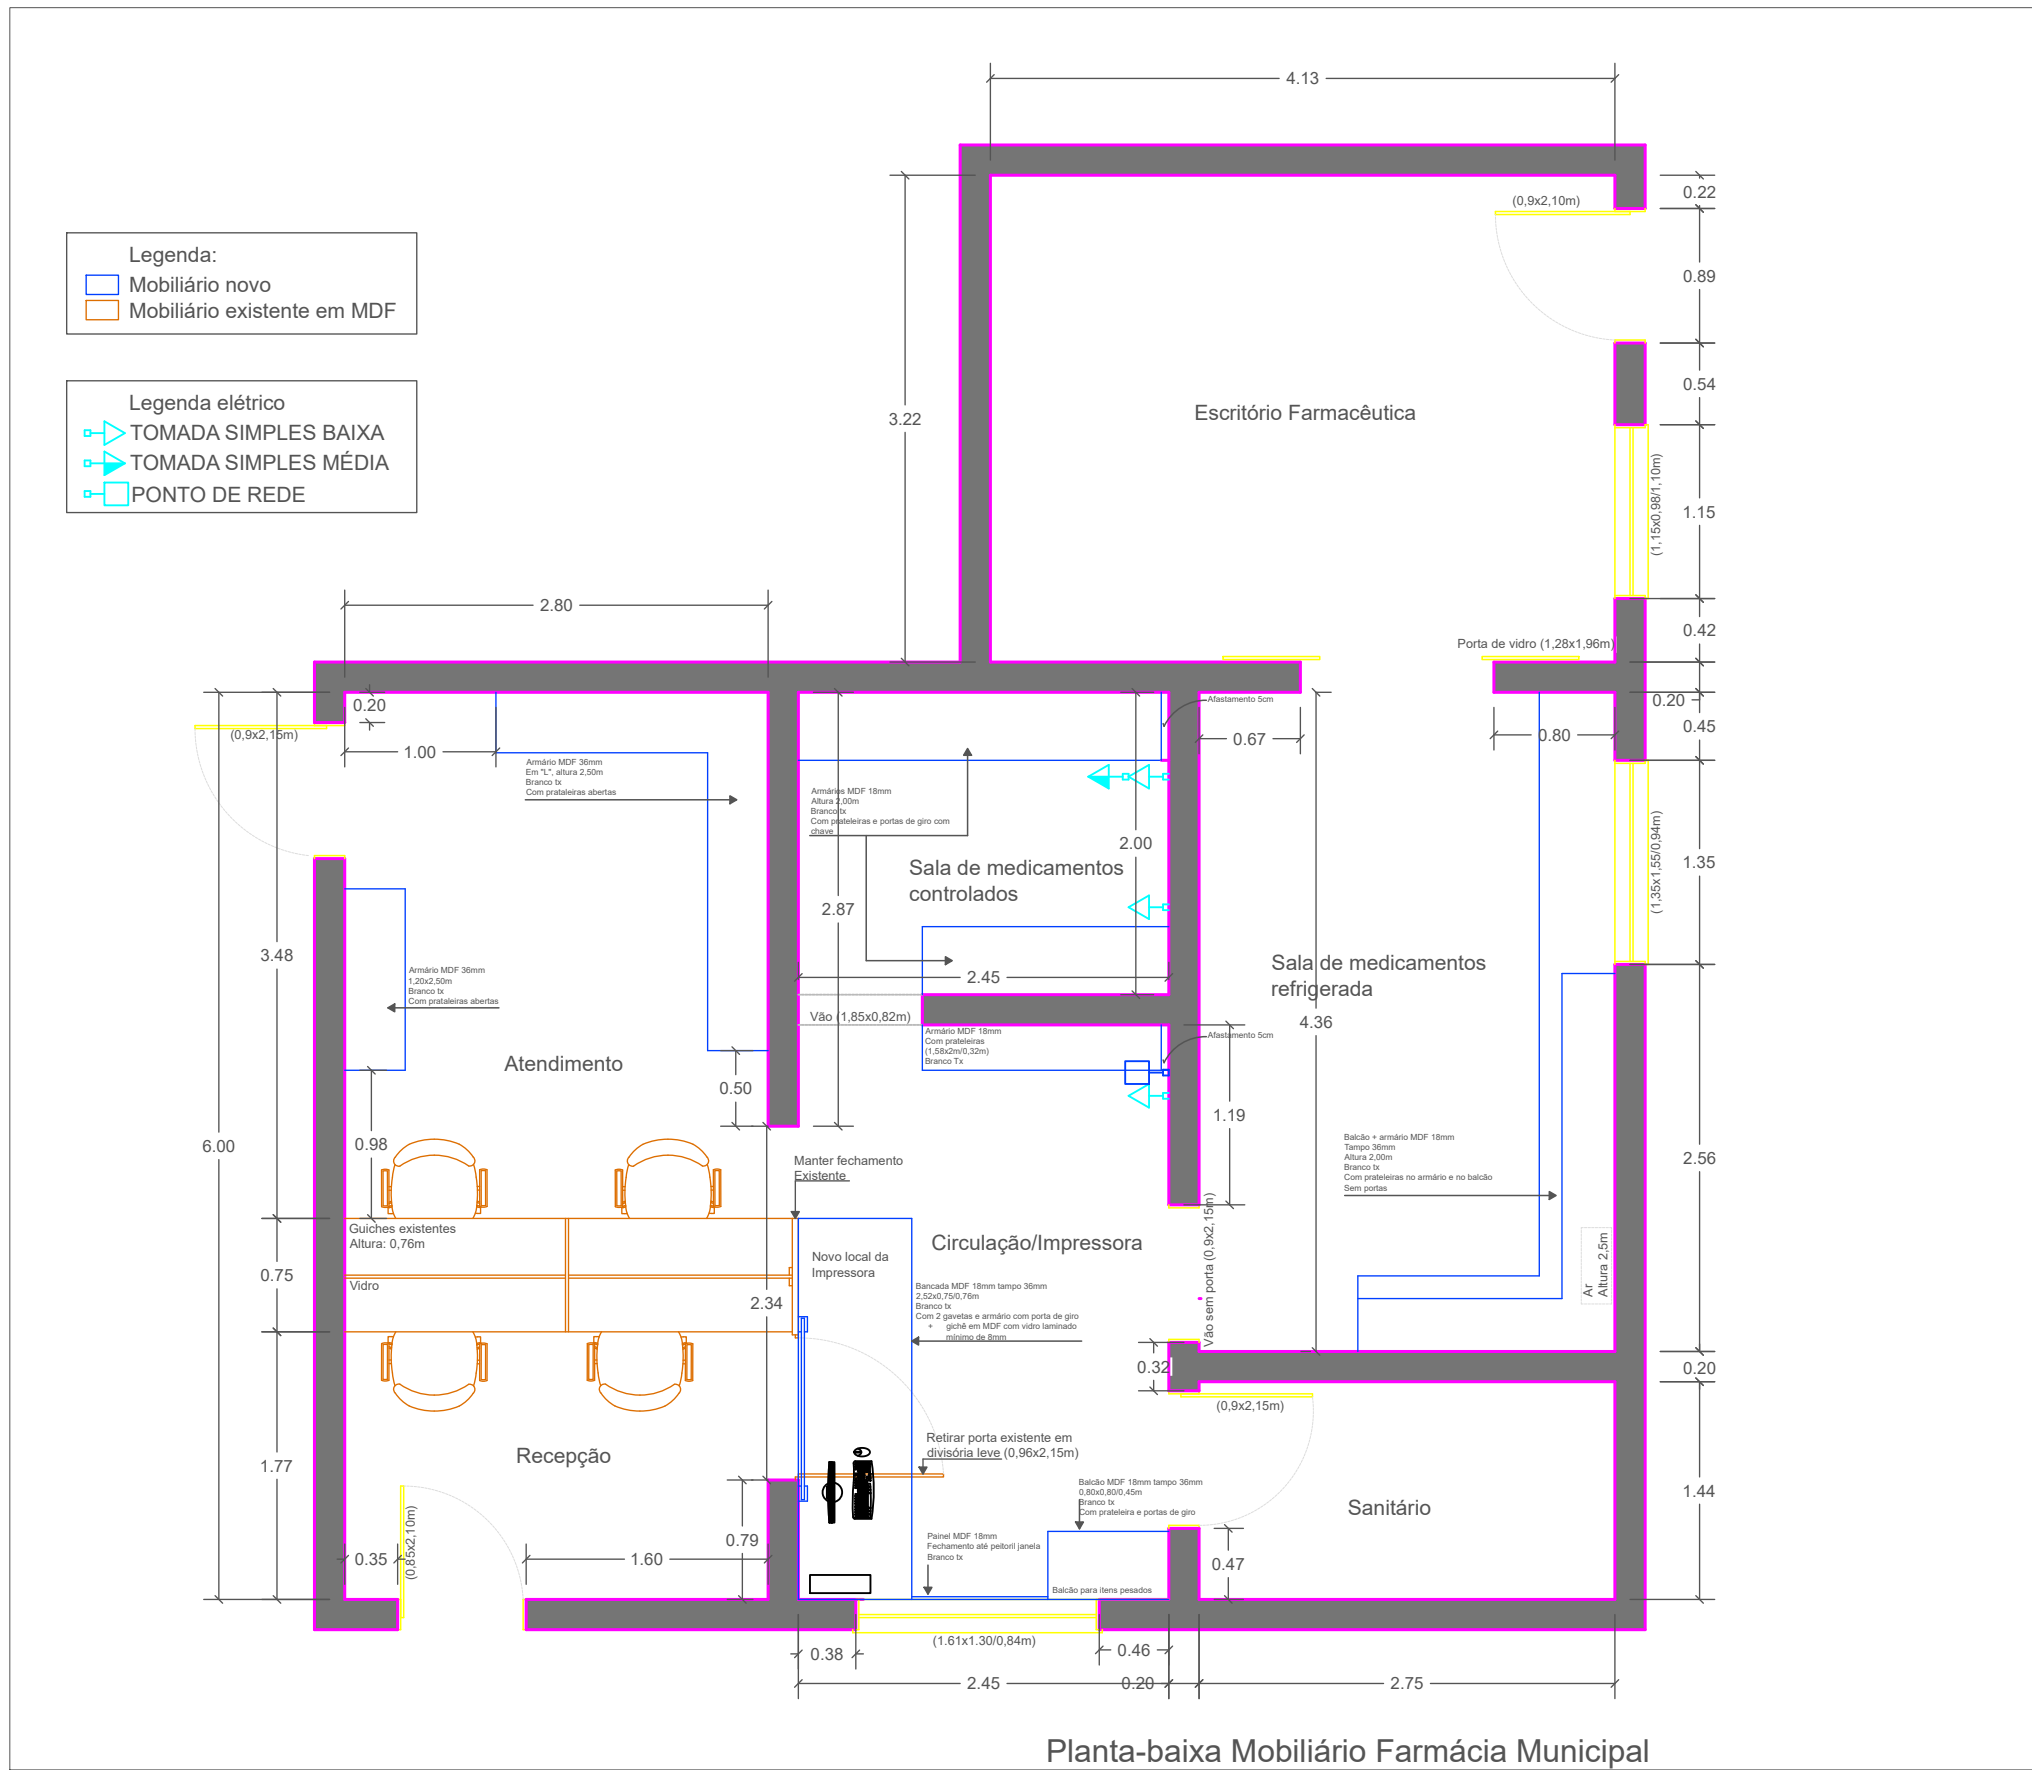 4.13
0.22
(0,9x2,10m)
0.89
Legenda:
Mobiliário novo
Mobiliário existente em MDF
0.54
Legenda elétrico
TOMADA SIMPLES BAIXA
TOMADA SIMPLES MÉDIA
PONTO DE REDE
3.22
Escritório Farmacêutica
(1,15x0,98/1,10m)
1.15
2.80
0.42
Porta de vidro (1,28x1,96m)
0.20
0.20
0.45
Afastamento 5cm
(0,9x2,15m)
1.00
0.67
0.80
Armário MDF 36mm
Em "L", altura 2,50m
Branco tx
Com prataleiras abertas
Armários MDF 18mm
Altura 2,00m
Branco tx
Com prateleiras e portas de giro com
chave
2.00
Sala de medicamentos
controlados
2.87
(1,35x1,55/0,94m)
1.35
3.48
Armário MDF 36mm
1,20x2,50m
Branco tx
Com prataleiras abertas
2.45
Sala de medicamentos
refrigerada
Vão (1,85x0,82m)
4.36
Armário MDF 18mm
Com prateleiras
(1,58x2m/0,32m)
Branco Tx
Afastamento 5cm
Atendimento
0.50
1.19
6.00
0.98
Manter fechamento
Existente
Balcão + armário MDF 18mm
Tampo 36mm
Altura 2,00m
Branco tx
Com prateleiras no armário e no balcão
Sem portas
2.56
Guiches existentes
Altura: 0,76m
Circulação/Impressora
Novo local da
Impressora
Vão sem porta (0,9x2,15m)
Ar
Altura 2,5m
0.75
Vidro
2.34
Bancada MDF 18mm tampo 36mm
2,52x0,75/0,76m
Branco tx
Com 2 gavetas e armário com porta de giro
+ gichê em MDF com vidro laminado
mínimo de 8mm
0.32
0.20
(0,9x2,15m)
Retirar porta existente em
divisória leve (0,96x2,15m)
Recepção
1.77
Balcão MDF 18mm tampo 36mm
0,80x0,80/0,45m
Branco tx
Com prateleira e portas de giro
Sanitário
1.44
(0,85x2,10m)
0.79
Painel MDF 18mm
Fechamento até peitoril janela
Branco tx
0.35
1.60
0.47
Balcão para itens pesados
(1.61x1.30/0,84m)
0.38
0.46
2.45
0.20
2.75
Planta-baixa Mobiliário Farmácia Municipal